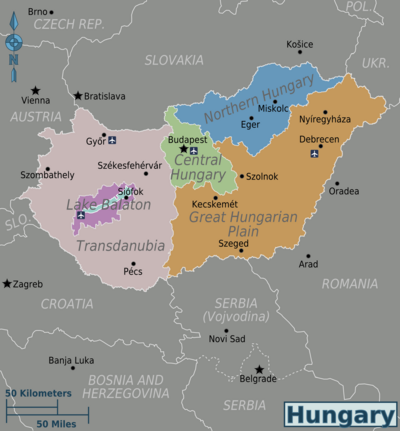 Brno
CZECH REP.
POL.
N
SLOVAKIA
Košice
UKR.
Vienna
Bratislava
AUSTRIA
Northern Hungary
Miskolc
Eger
Nyíregyháza
Győr
Budapest
Debrecen
Central
Hungary
Szombathely
Székesfehérvár
Szolnok
Oradea
Siófok
Lake Balaton
Kecskemét
Great Hungarian
Plain
SLO.
Transdanubia
Szeged
Pécs
Arad
Zagreb
ROMANIA
CROATIA
SERBIA
(Vojvodina)
Novi Sad
Banja Luka
BOSNIA AND
HERZEGOVINA
Belgrade
SERBIA
50 Kilometers
50 Miles
Hungary